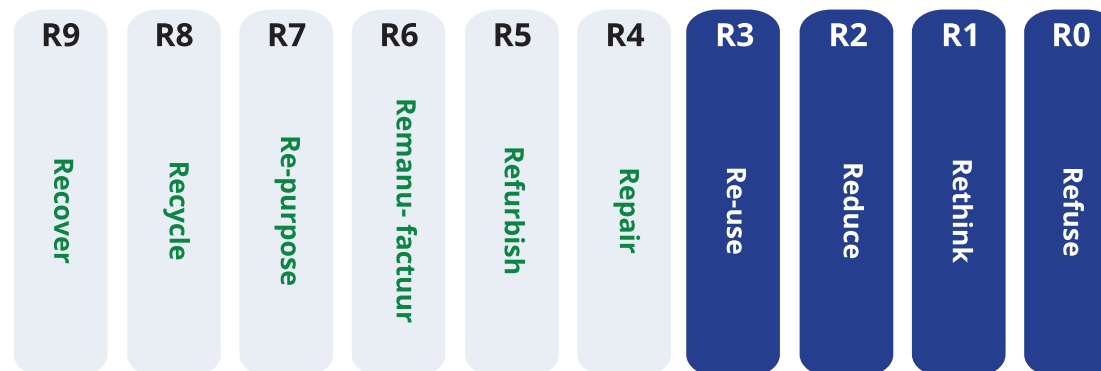 R9
Recover
R8
Recycle
R7
Re-purpose
R6
Remanu- factuur
R5
Refurbish
R4
Repair
R3
Re-use
R2
Reduce
R1
Rethink
R0
Refuse